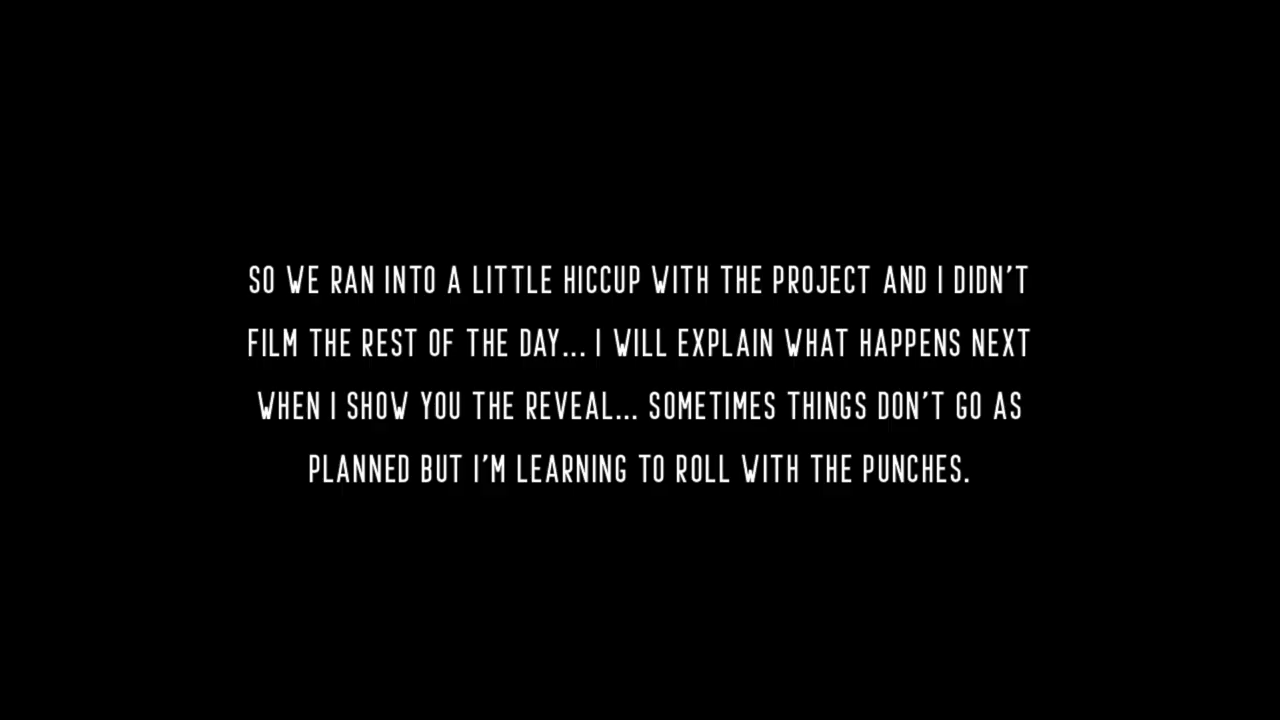 SO WE RAN INTO A LITTLE HICCUP WITH THE PROJECT AND I DIDN'T
FILM THE REST OF THE DAY... I WILL EXPLAIN WHAT HAPPENS NEXT
WHEN I SHOW YOU THE REVEAL... SOMETIMES THINGS DON'T GO AS
PLANNED BUT I'M LEARNING TO ROLL WITH THE PUNCHES.